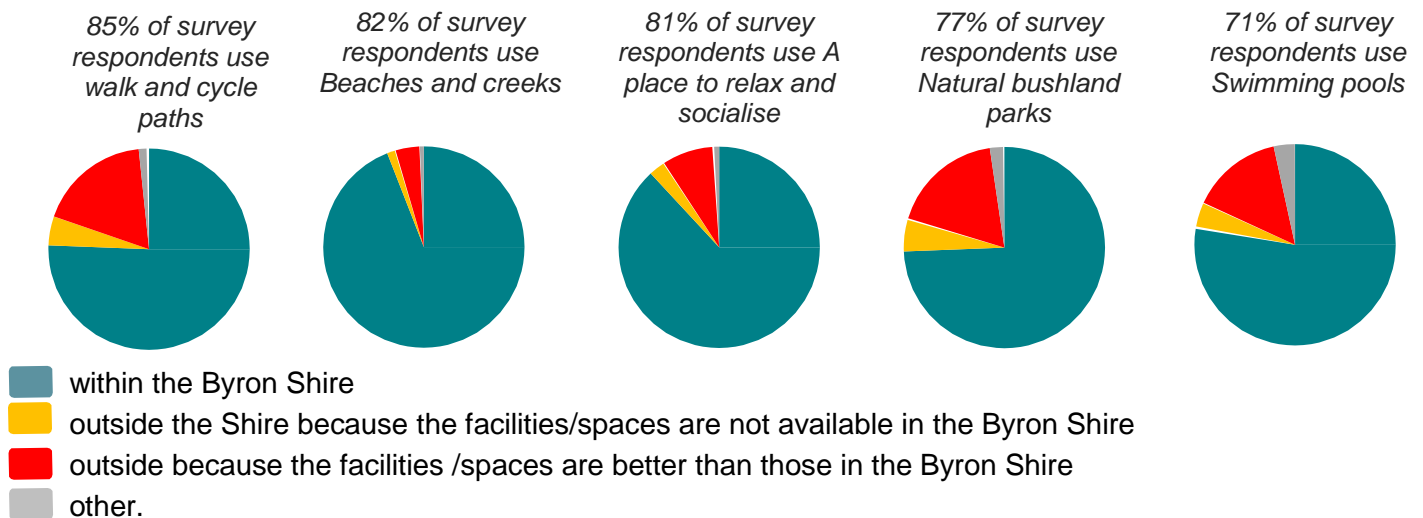 85% of survey
respondents use
walk and cycle
paths
82% of survey
respondents use
Beaches and creeks
81% of survey
respondents use A
place to relax and
socialise
77% of survey
respondents use
Natural bushland
parks
71% of survey
respondents use
Swimming pools
within the Byron Shire
outside the Shire because the facilities/spaces are not available in the Byron Shire
outside because the facilities /spaces are better than those in the Byron Shire
other.